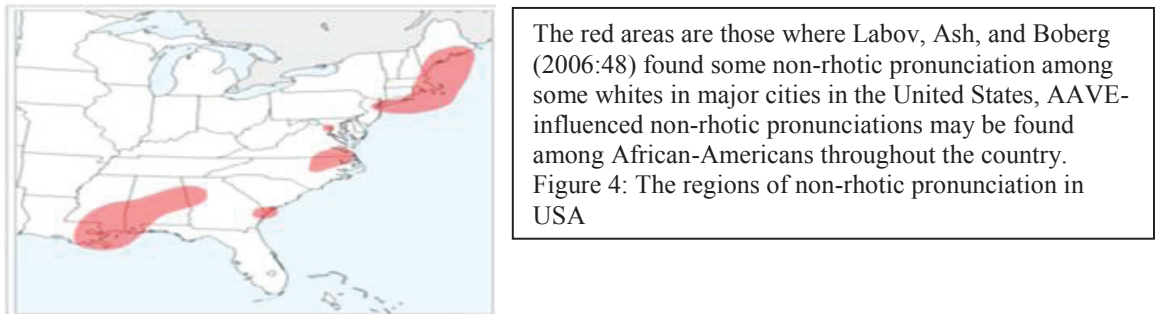 The red areas are those where Labov, Ash, and Boberg
(2006:48) found some non-rhotic pronunciation among
some whites in major cities in the United States, AAVE-
influenced non-rhotic pronunciations may be found
among African-Americans throughout the country.
Figure 4: The regions of non-rhotic pronunciation in
USA